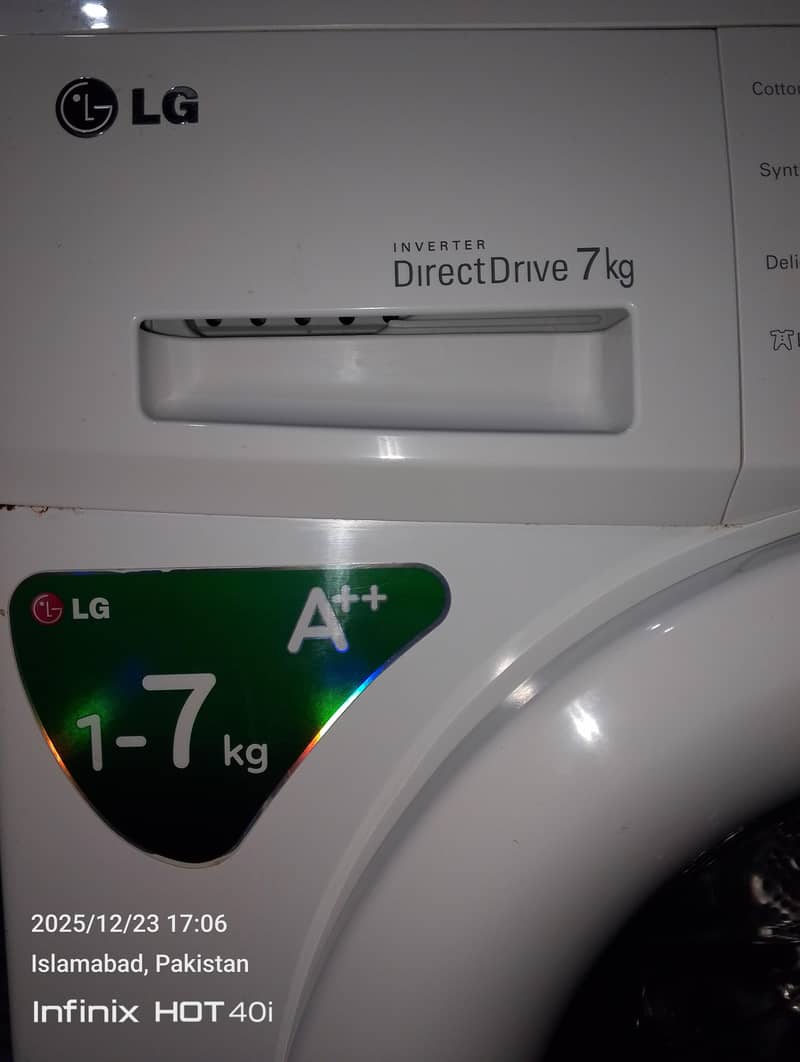 LG
Cotto
Synt
INVERTER
DirectDrive 7kg
Deli
LG
A++
1-7 kg
2025/12/23 17:06
Islamabad, Pakistan
Infinix HOT 40i